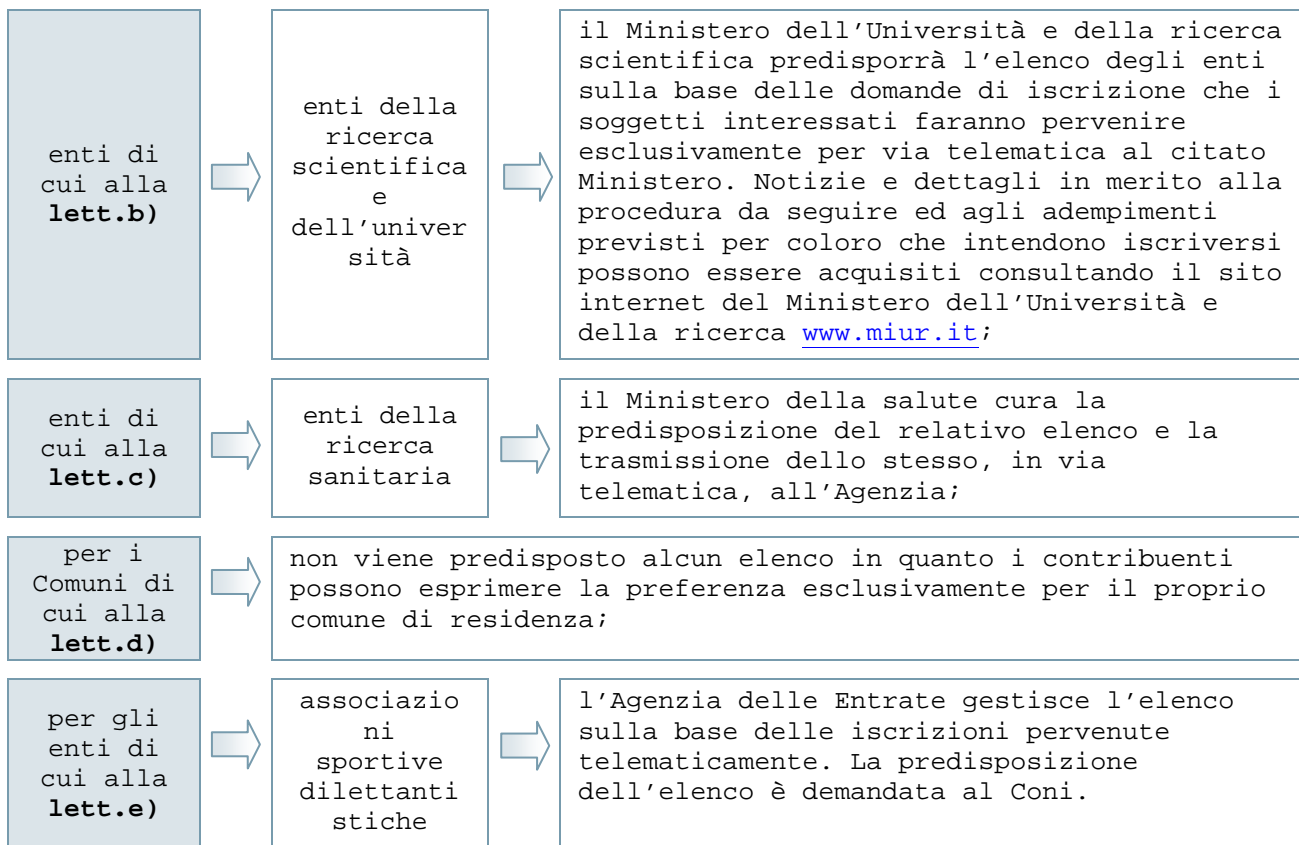 enti di
cui alla
lett.b)
enti della
ricerca
scientifica
e
dell'univer
sità
il Ministero dell'Università e della ricerca
scientifica predisporrà l'elenco degli enti
sulla base delle domande di iscrizione che i
soggetti interessati faranno pervenire
esclusivamente per via telematica al citato
Ministero. Notizie e dettagli in merito alla
procedura da seguire ed agli adempimenti
previsti per coloro che intendono iscriversi
possono essere acquisiti consultando il sito
internet del Ministero dell'Università e
della ricerca www.miur.it;
enti di
cui alla
lett.c)
enti della
ricerca
sanitaria
il Ministero della salute cura la
predisposizione del relativo elenco e la
trasmissione dello stesso, in via
telematica, all'Agenzia;
per i
Comuni di
cui alla
lett.d)
non viene predisposto alcun elenco in quanto i contribuenti
possono esprimere la preferenza esclusivamente per il proprio
comune di residenza;
per gli
enti di
cui alla
lett.e)
associazio
ni
sportive
dilettanti
stiche
l'Agenzia delle Entrate gestisce l'elenco
sulla base delle iscrizioni pervenute
telematicamente. La predisposizione
dell'elenco è demandata al Coni.